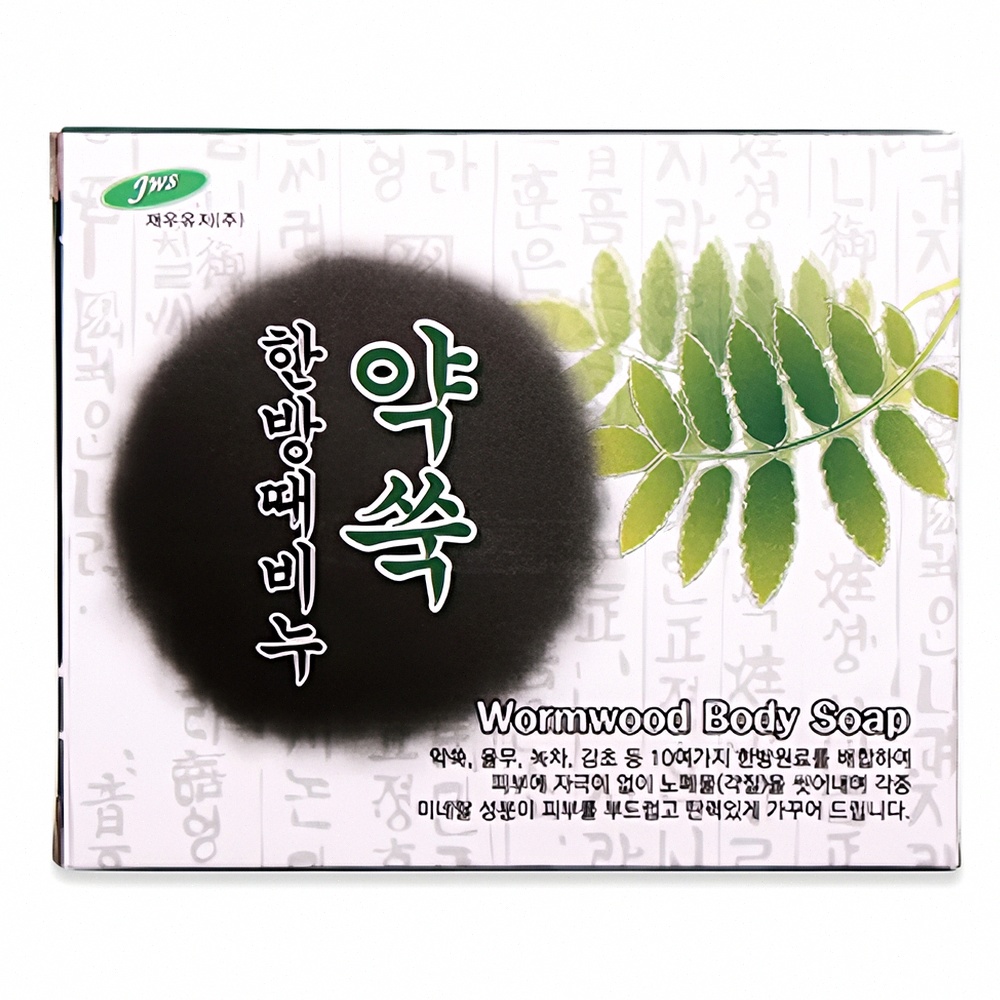 JWS
재우유지(주)
약쑥
한방때비누
Wormwood Body Soap
약쑥, 율무, 녹차, 감초 등 10여가지 한방원료를 배합하여
피부에 자극이 없이 노폐물(각질)을 씻어내며 각종
미네랄 성분이 피부를 부드럽고 탄력있게 가꾸어 드립니다.